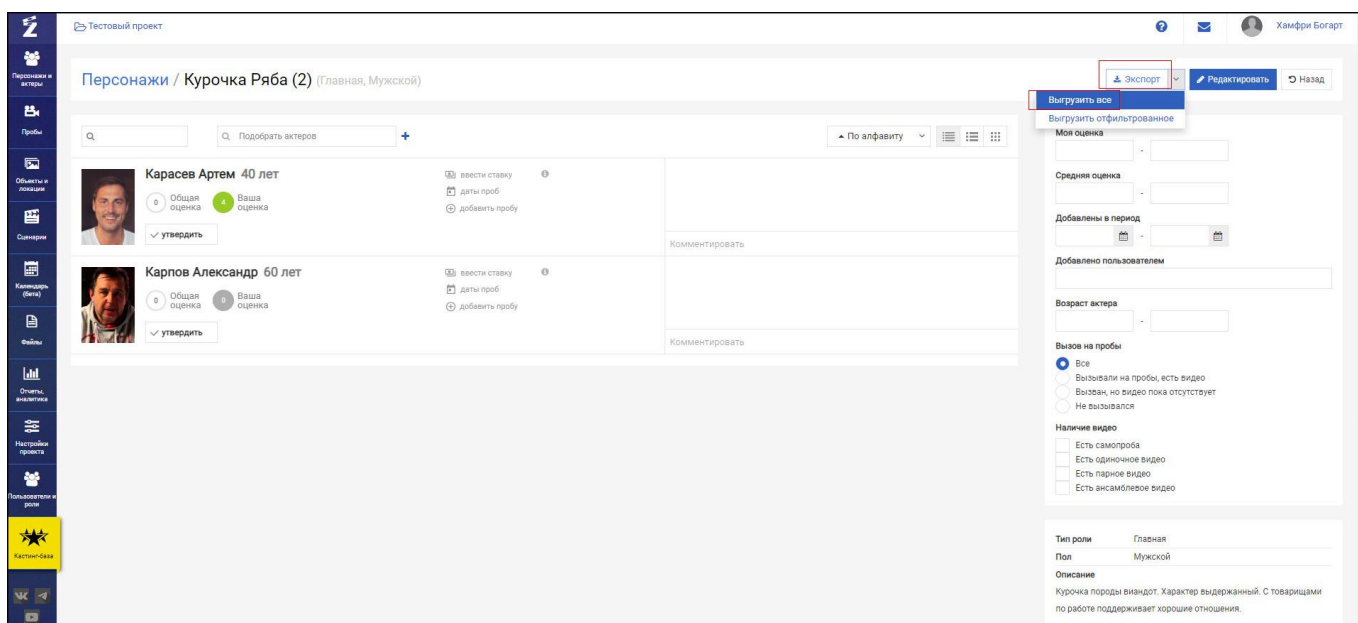 Тестовый проект
Хамфри Богарт
Персонажи и
актеры
Пробы
Объекты и
локации
Сценарии
Календарь
(бета)
Файлы
Отчеты,
аналитика
Настройки
проекта
Пользователи и
роли
Кастинг-база
Персонажи / Курочка Ряба (2) (Главная, Мужской)
Экспорт
Редактировать
Назад
Выгрузить все
Выгрузить отфильтрованное
Подобрать актеров
По алфавиту
Карасев Артем 40 лет
0 Общая оценка
4 Ваша оценка
утвердить
ввести ставку
даты проб
добавить пробу
Комментировать
Карпов Александр 60 лет
0 Общая оценка
0 Ваша оценка
утвердить
ввести ставку
даты проб
добавить пробу
Комментировать
Моя оценка
-
Средняя оценка
-
Добавлены в период
-
Добавлено пользователем
Возраст актера
-
Вызов на пробы
Все
Вызывали на пробы, есть видео
Вызван, но видео пока отсутствует
Не вызывался
Наличие видео
Есть самопроба
Есть одиночное видео
Есть парное видео
Есть ансамблевое видео
Тип роли Главная
Пол Мужской
Описание
Курочка породы виандот. Характер выдержанный. С товарищами
по работе поддерживает хорошие отношения.